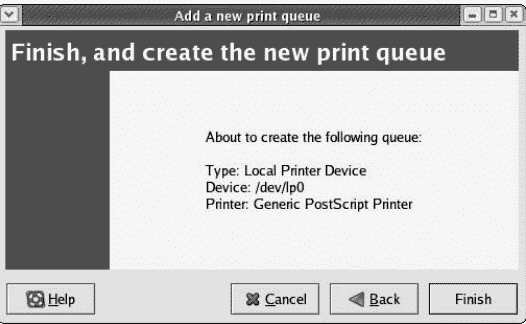 Add a new print queue
Finish, and create the new print queue
About to create the following queue:
Type: Local Printer Device
Device: /dev/lp0
Printer: Generic PostScript Printer
Help
Cancel
Back
Finish